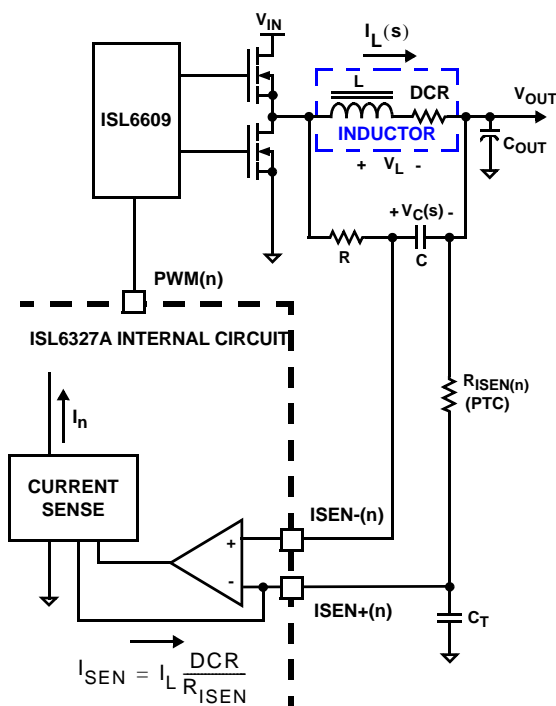 V_IN
I_L(s)
L
DCR
V_OUT
ISL6609
INDUCTOR
C_OUT
+ V_L -
+ V_C(s) -
R
C
PWM(n)
ISL6327A INTERNAL CIRCUIT
R_ISEN(n)
(PTC)
I_n
CURRENT
SENSE
ISEN-(n)
+
-
ISEN+(n)
C_T
I_SEN = I_L DCR/R_ISEN